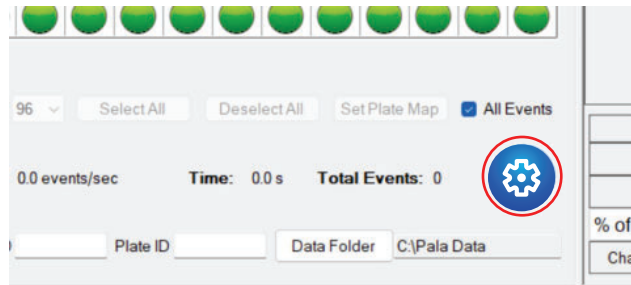 96 Select All Deselect All Set Plate Map All Events
0.0 events/sec Time: 0.0 s Total Events: 0
% of
Plate ID Data Folder C:\Pala Data